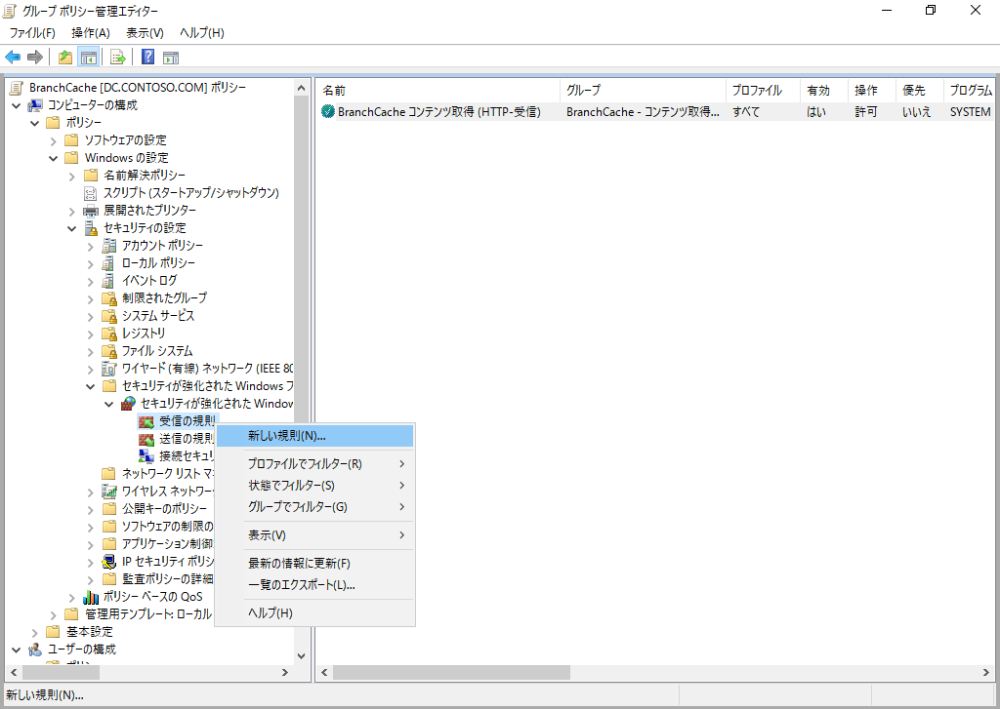 グループ ポリシー管理エディター
ファイル(F) 操作(A) 表示(V) ヘルプ(H)
BranchCache [DC.CONTOSO.COM] ポリシー
コンピューターの構成
ポリシー
ソフトウェアの設定
Windows の設定
名前解決ポリシー
スクリプト (スタートアップ/シャットダウン)
展開されたプリンター
セキュリティの設定
アカウント ポリシー
ローカル ポリシー
イベント ログ
制限されたグループ
システム サービス
レジストリ
ファイル システム
ワイヤード (有線) ネットワーク (IEEE 80
セキュリティが強化された Windows フ
セキュリティが強化された Window
受信の規則
送信の規則
接続セキュリ
ネットワーク リスト マ
ワイヤレス ネットワー
公開キーのポリシー
ソフトウェアの制限の
アプリケーション制御
IP セキュリティ ポリシ
監査ポリシーの詳細
ポリシー ベースの QoS
管理用テンプレート: ローカル
基本設定
ユーザーの構成
ポリシー
名前 グループ プロファイル 有効 操作 優先 プログラム
BranchCache コンテンツ取得 (HTTP-受信) BranchCache - コンテンツ取得... すべて はい 許可 いいえ SYSTEM
新しい規則(N)...
プロファイルでフィルター(R)
状態でフィルター(S)
グループでフィルター(G)
表示(V)
最新の情報に更新(F)
一覧のエクスポート(L)...
ヘルプ(H)
新しい規則(N)...